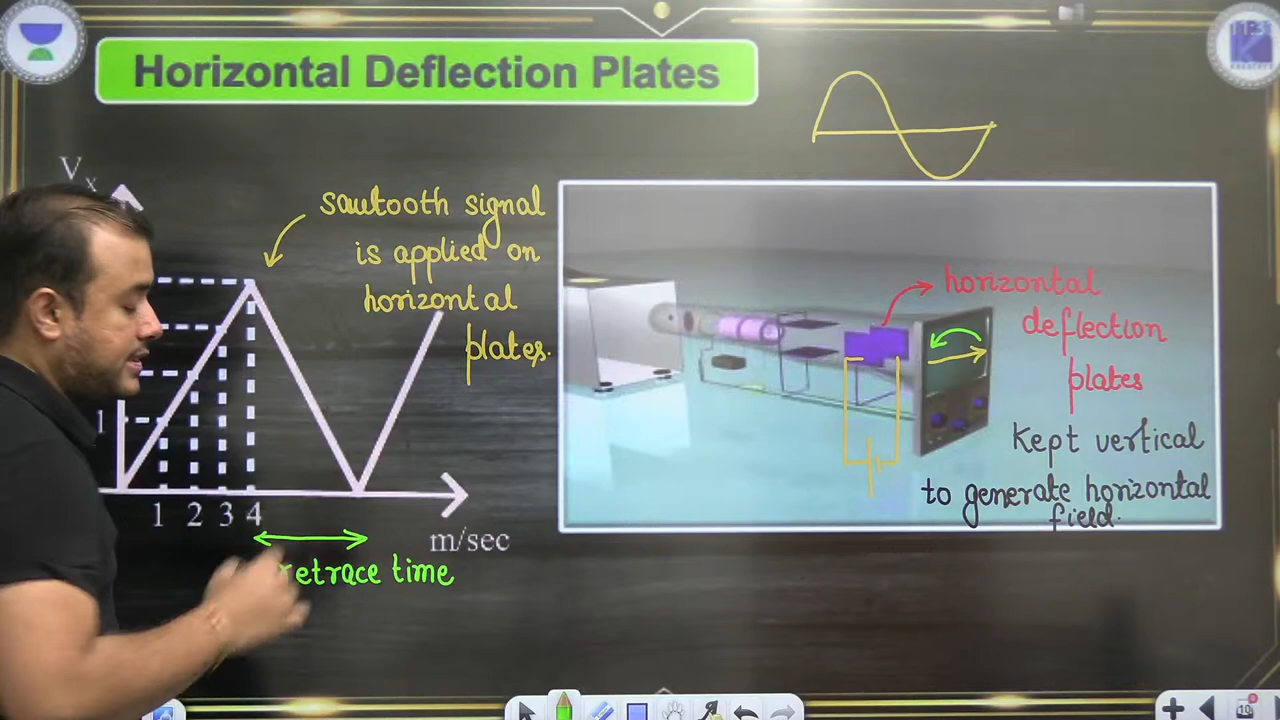 Horizontal Deflection Plates
Vx
sawtooth signal
is applied on
horizontal
plates.
1
1 2 3 4
m/sec
retrace time
horizontal
deflection
plates
Kept vertical
to generate horizontal
field.